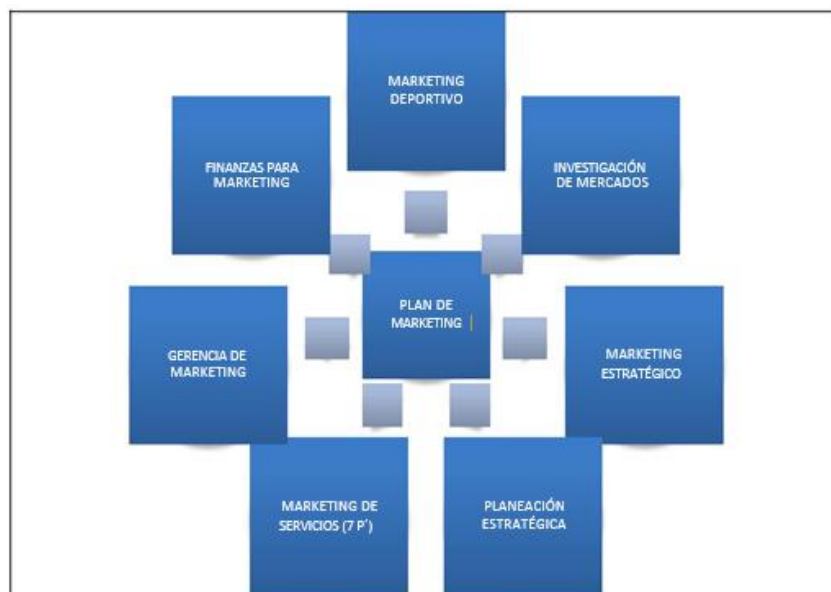 MARKETING
DEPORTIVO
FINANZAS PARA
MARKETING
INVESTIGACIÓN
DE MERCADOS
PLAN DE
MARKETING
GERENCIA DE
MARKETING
MARKETING
ESTRATÉGICO
MARKETING DE
SERVICIOS (7 P´)
PLANEACIÓN
ESTRATÉGICA